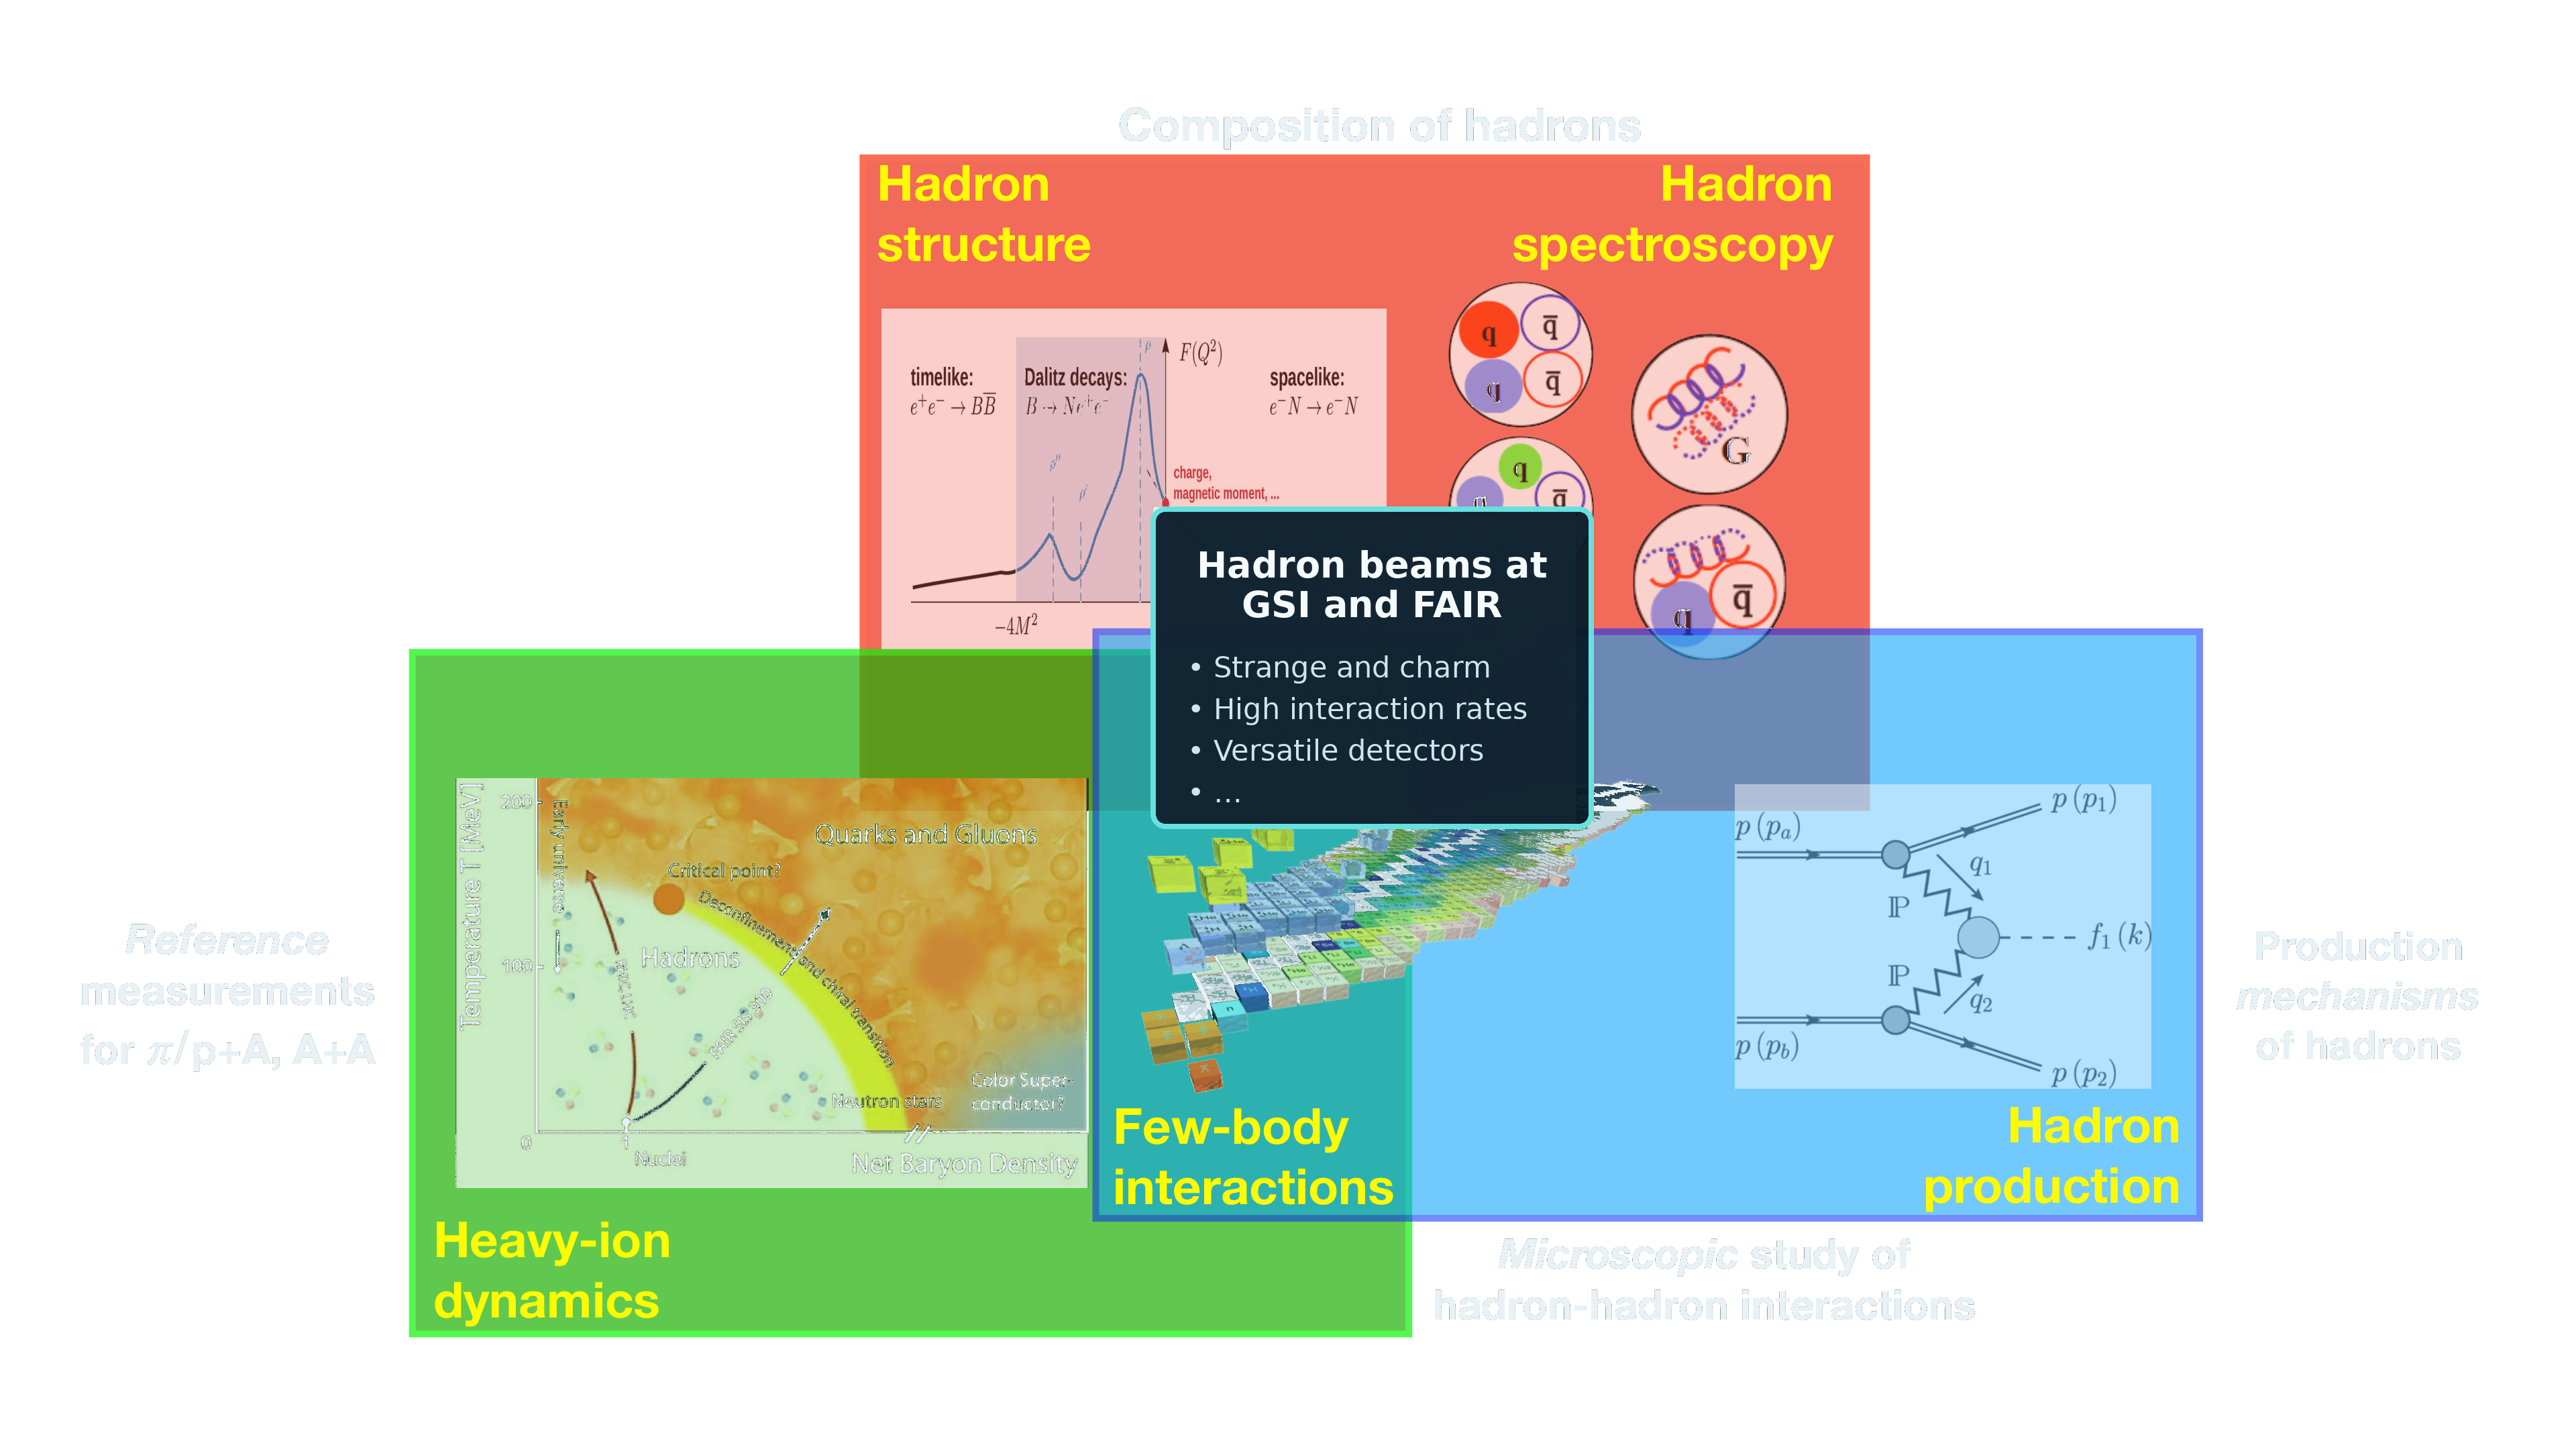 Composition of hadrons
Hadron
structure
Hadron
spectroscopy
timelike:
e⁺e⁻ → BB̅
Dalitz decays:
B → Ne⁺e⁻
F(Q²)
spacelike:
e⁻N → e⁻N
ρ
ρ''
ρ'
charge,
magnetic moment, ...
−4M²
q
q̅
q
q̅
q
q
q̅
G
q
q̅
Hadron beams at
GSI and FAIR
• Strange and charm
• High interaction rates
• Versatile detectors
• ...
Temperature T [MeV]
200
100
0
Early universe
Quarks and Gluons
Critical point?
Deconfinement and chiral transition
Hadrons
Color Super-
conductor?
Neutron stars
1
Nuclei
Net Baryon Density
Heavy-ion
dynamics
Few-body
interactions
p (pₐ)
p (p₁)
q₁
ℙ
f₁ (k)
ℙ
q₂
p (p_b)
p (p₂)
Hadron
production
Reference
measurements
for π/p+A, A+A
Production
mechanisms
of hadrons
Microscopic study of
hadron-hadron interactions